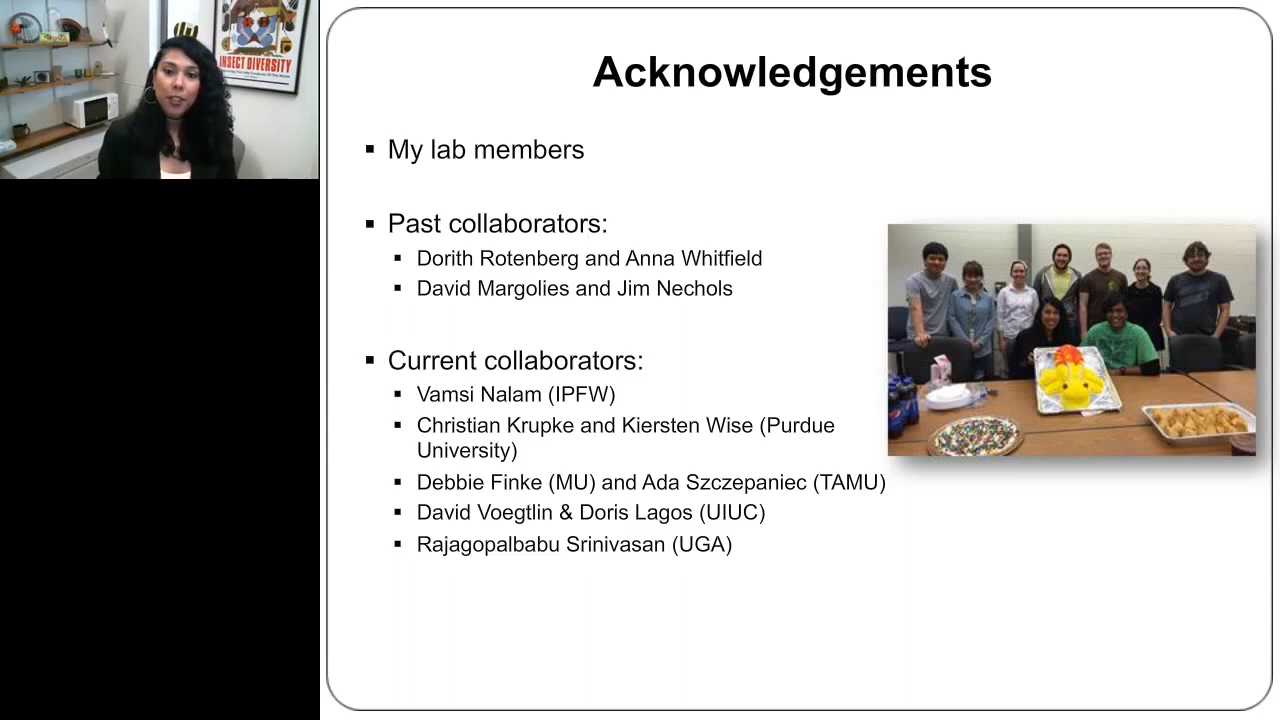 INSECT DIVERSITY
Acknowledgements
▪ My lab members
▪ Past collaborators:
▪ Dorith Rotenberg and Anna Whitfield
▪ David Margolies and Jim Nechols
▪ Current collaborators:
▪ Vamsi Nalam (IPFW)
▪ Christian Krupke and Kiersten Wise (Purdue
University)
▪ Debbie Finke (MU) and Ada Szczepaniec (TAMU)
▪ David Voegtlin & Doris Lagos (UIUC)
▪ Rajagopalbabu Srinivasan (UGA)